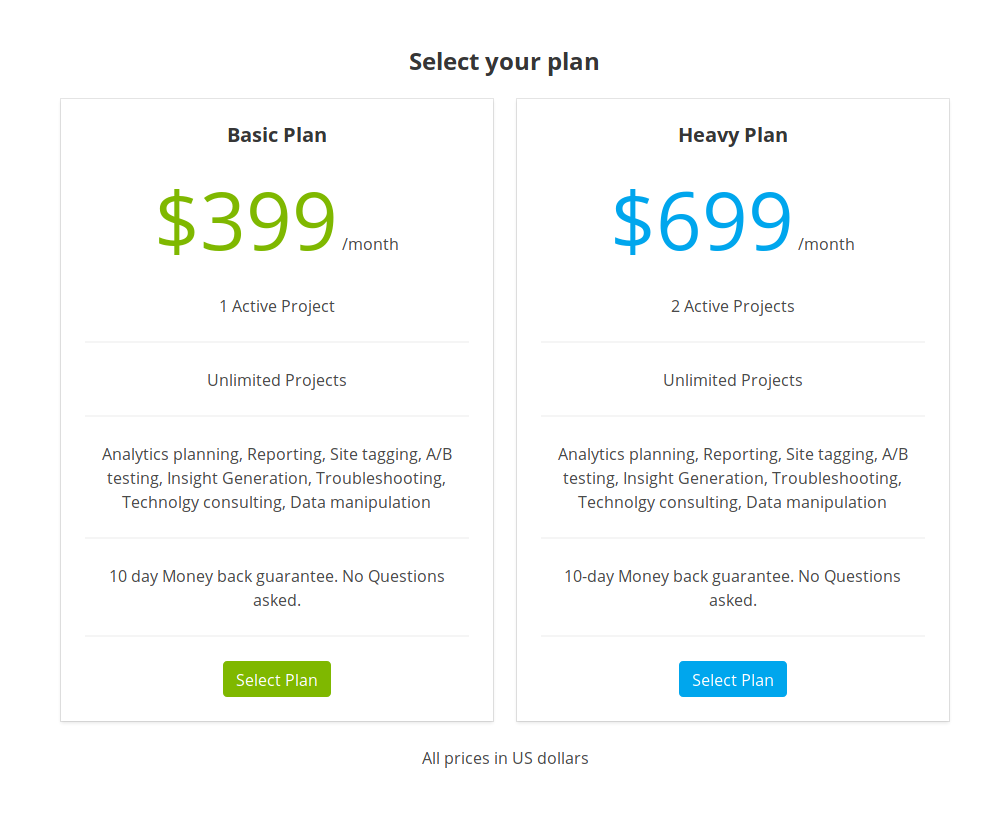 Select your plan
Basic Plan
$399 /month
1 Active Project
Unlimited Projects
Analytics planning, Reporting, Site tagging, A/B
testing, Insight Generation, Troubleshooting,
Technolgy consulting, Data manipulation
10 day Money back guarantee. No Questions
asked.
Select Plan
Heavy Plan
$699 /month
2 Active Projects
Unlimited Projects
Analytics planning, Reporting, Site tagging, A/B
testing, Insight Generation, Troubleshooting,
Technolgy consulting, Data manipulation
10-day Money back guarantee. No Questions
asked.
Select Plan
All prices in US dollars